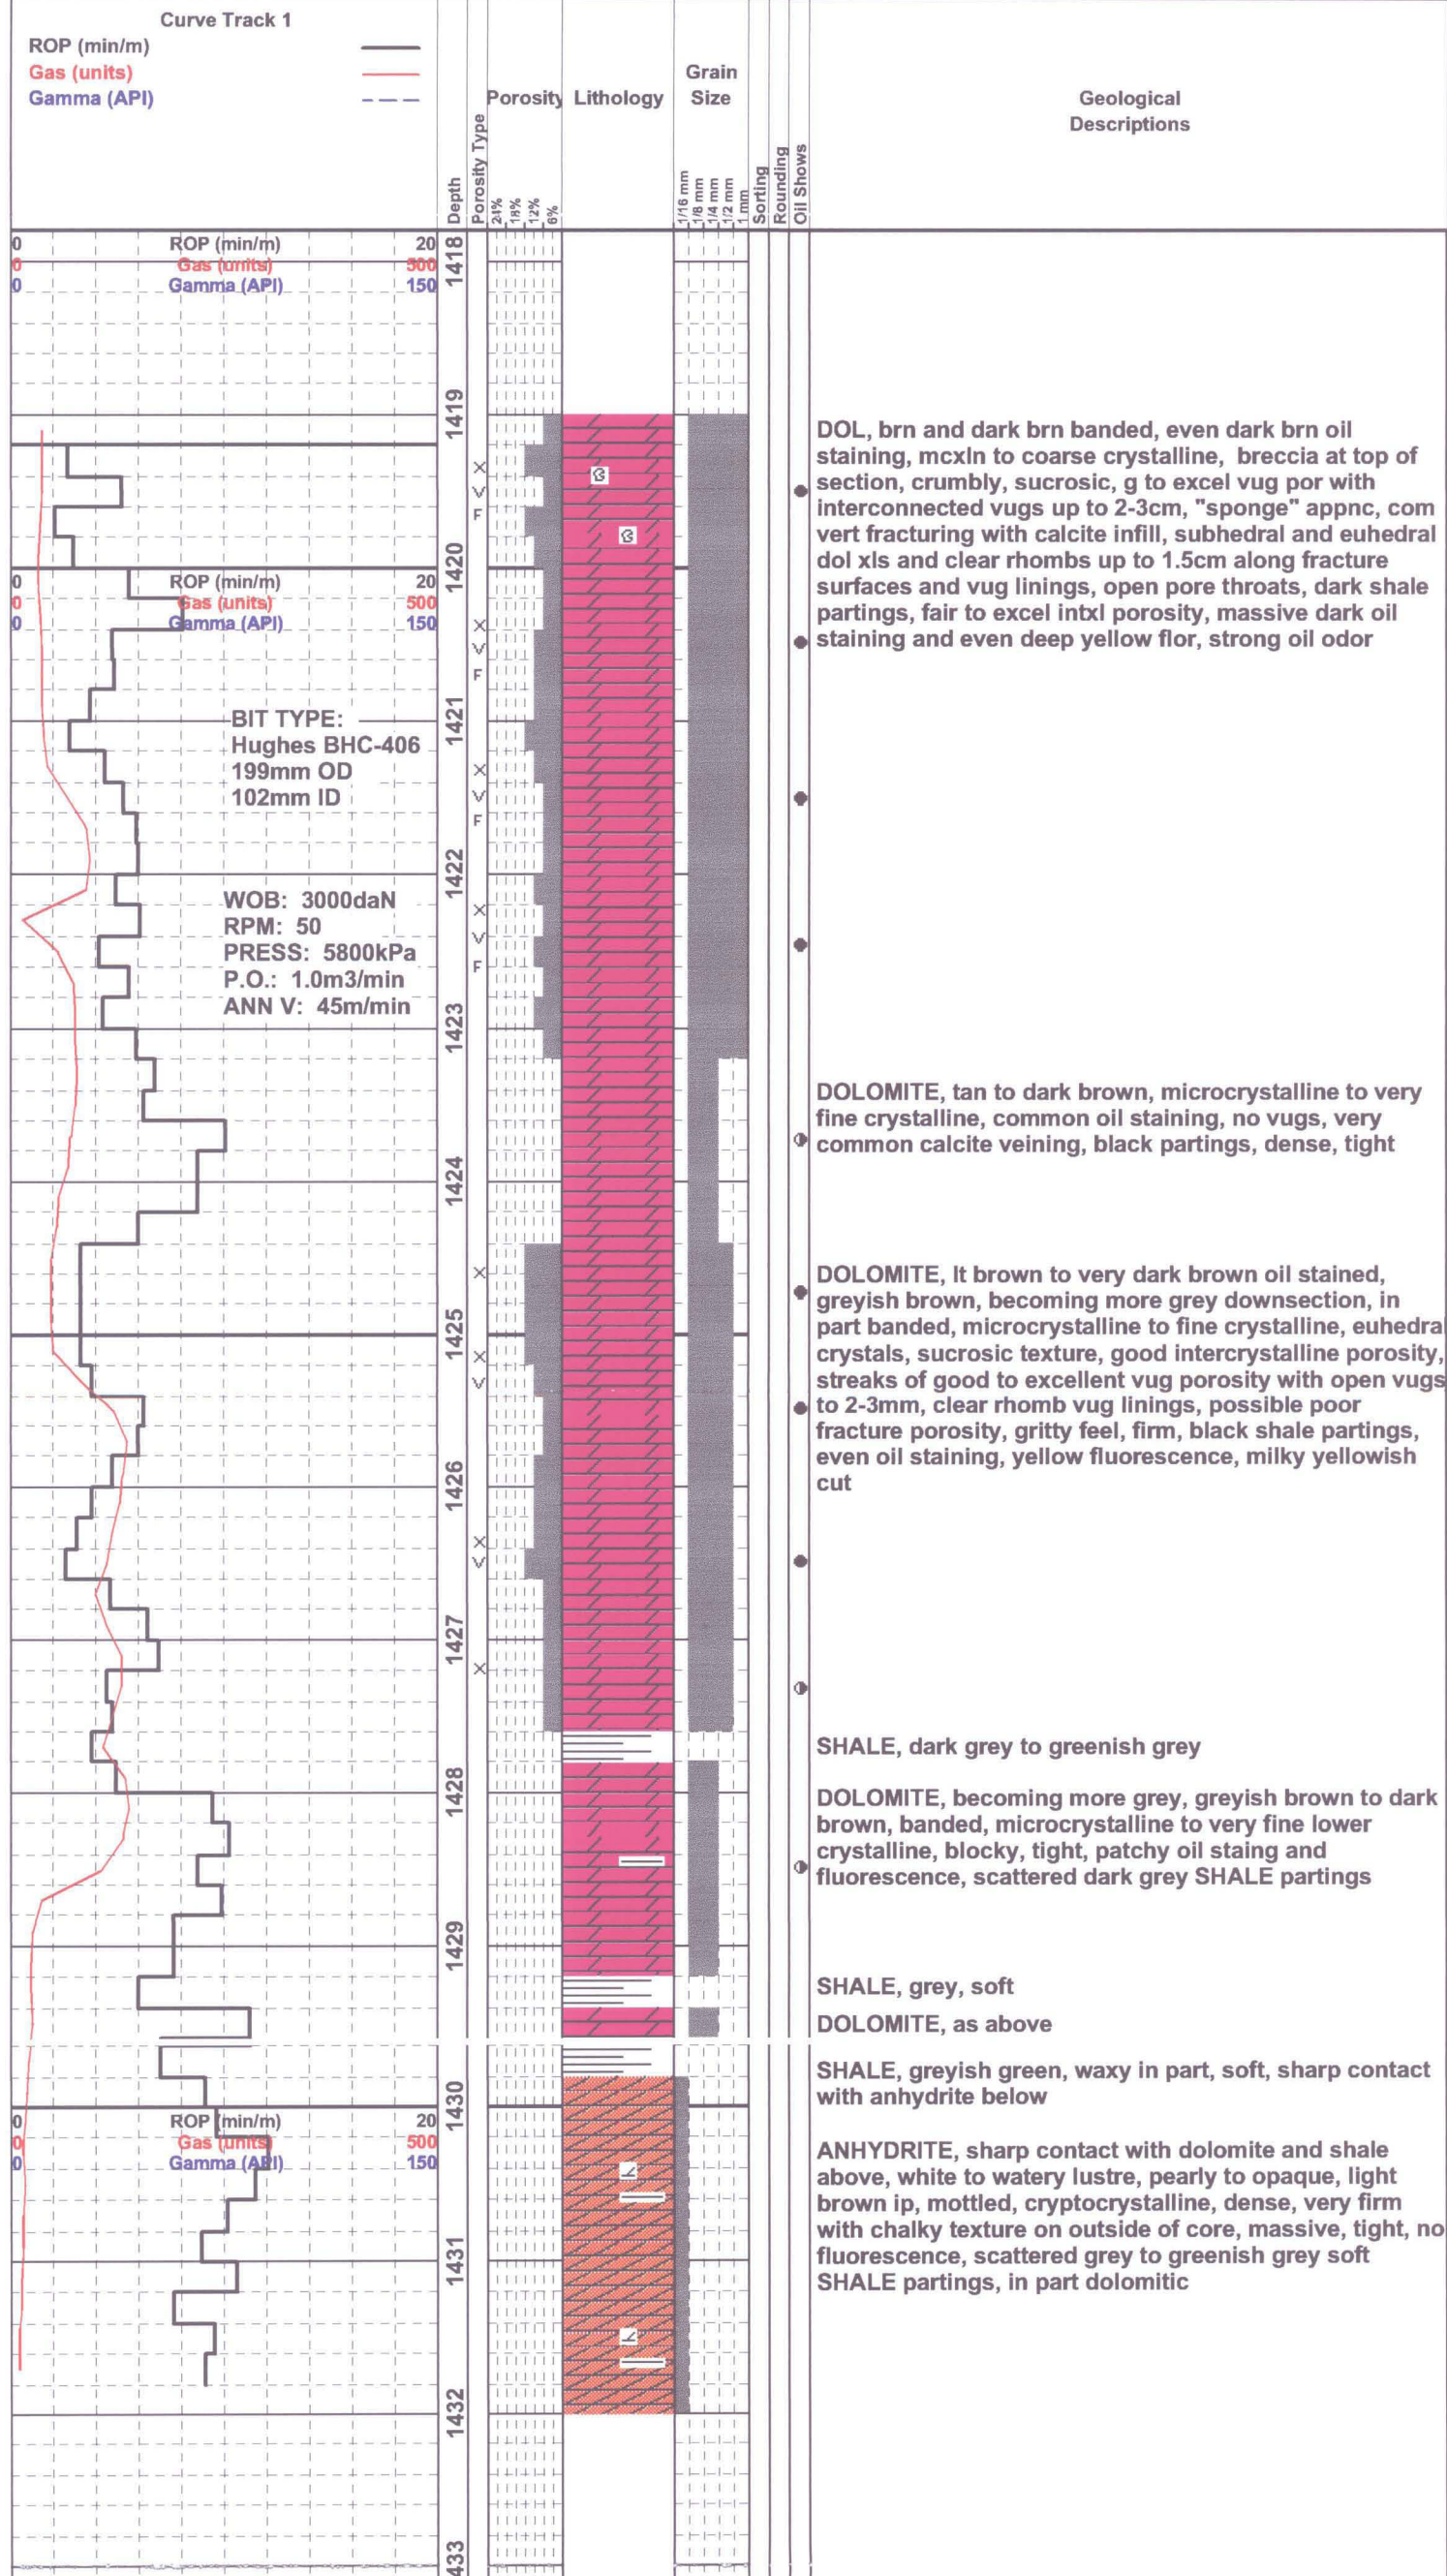 Curve Track 1
ROP (min/m)
Gas (units)
Gamma (API)
Depth
Porosity Type
Porosity
24%
18%
12%
6%
Lithology
Grain
Size
1/16 mm
1/8 mm
1/4 mm
1/2 mm
1 mm
Sorting
Rounding
Oil Shows
Geological
Descriptions
0 ROP (min/m) 20
0 Gas (units) 500
0 Gamma (API) 150
1418
1419
DOL, brn and dark brn banded, even dark brn oil
staining, mcxln to coarse crystalline, breccia at top of
section, crumbly, sucrosic, g to excel vug por with
interconnected vugs up to 2-3cm, "sponge" appnc, com
vert fracturing with calcite infill, subhedral and euhedral
dol xls and clear rhombs up to 1.5cm along fracture
surfaces and vug linings, open pore throats, dark shale
partings, fair to excel intxl porosity, massive dark oil
staining and even deep yellow flor, strong oil odor
X
V
F
1420
0 ROP (min/m) 20
0 Gas (units) 500
0 Gamma (API) 150
X
V
F
1421
BIT TYPE:
Hughes BHC-406
199mm OD
102mm ID
X
V
F
1422
WOB: 3000daN
RPM: 50
PRESS: 5800kPa
P.O.: 1.0m3/min
ANN V: 45m/min
X
V
F
1423
DOLOMITE, tan to dark brown, microcrystalline to very
fine crystalline, common oil staining, no vugs, very
common calcite veining, black partings, dense, tight
1424
DOLOMITE, lt brown to very dark brown oil stained,
greyish brown, becoming more grey downsection, in
part banded, microcrystalline to fine crystalline, euhedral
crystals, sucrosic texture, good intercrystalline porosity,
streaks of good to excellent vug porosity with open vugs
to 2-3mm, clear rhomb vug linings, possible poor
fracture porosity, gritty feel, firm, black shale partings,
even oil staining, yellow fluorescence, milky yellowish
cut
X
1425
X
V
1426
X
V
1427
X
SHALE, dark grey to greenish grey
1428
DOLOMITE, becoming more grey, greyish brown to dark
brown, banded, microcrystalline to very fine lower
crystalline, blocky, tight, patchy oil staing and
fluorescence, scattered dark grey SHALE partings
1429
SHALE, grey, soft
DOLOMITE, as above
SHALE, greyish green, waxy in part, soft, sharp contact
with anhydrite below
1430
0 ROP (min/m) 20
0 Gas (units) 500
0 Gamma (API) 150
ANHYDRITE, sharp contact with dolomite and shale
above, white to watery lustre, pearly to opaque, light
brown ip, mottled, cryptocrystalline, dense, very firm
with chalky texture on outside of core, massive, tight, no
fluorescence, scattered grey to greenish grey soft
SHALE partings, in part dolomitic
1431
1432
433